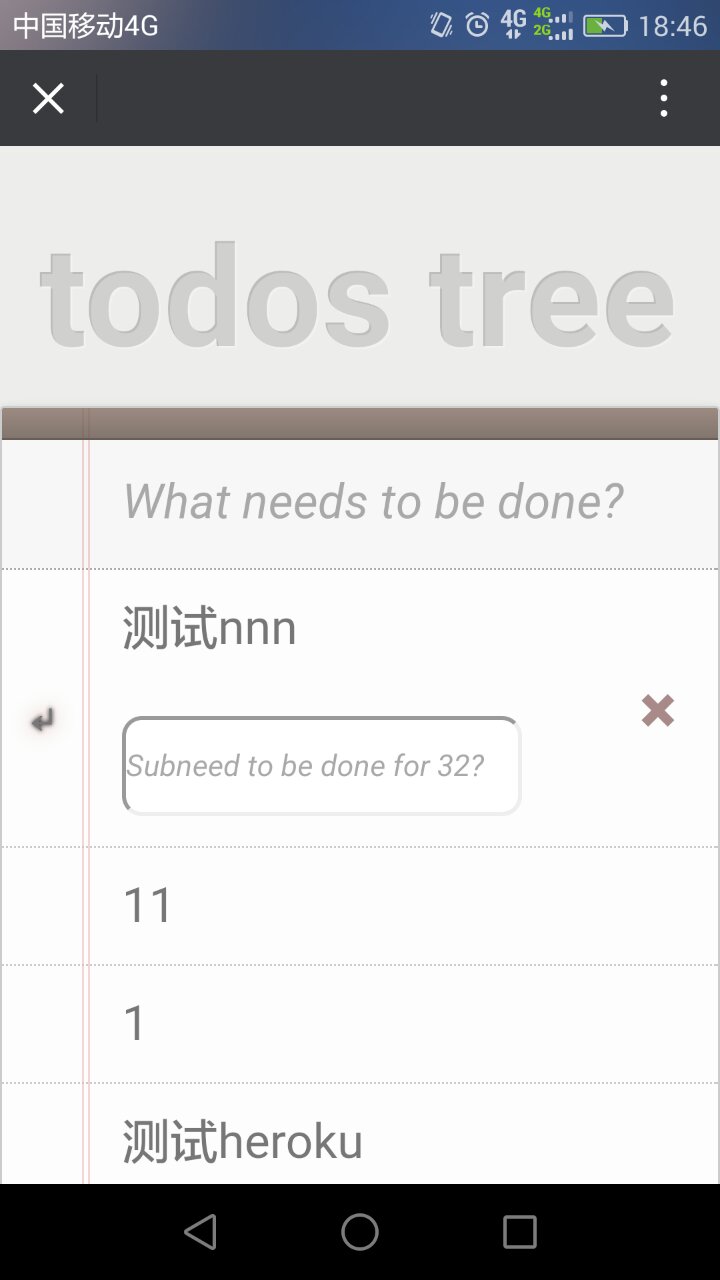 中国移动4G 4G 4G 2G 18:46
todos tree
What needs to be done?
测试nnn
Subneed to be done for 32?
11
1
测试heroku